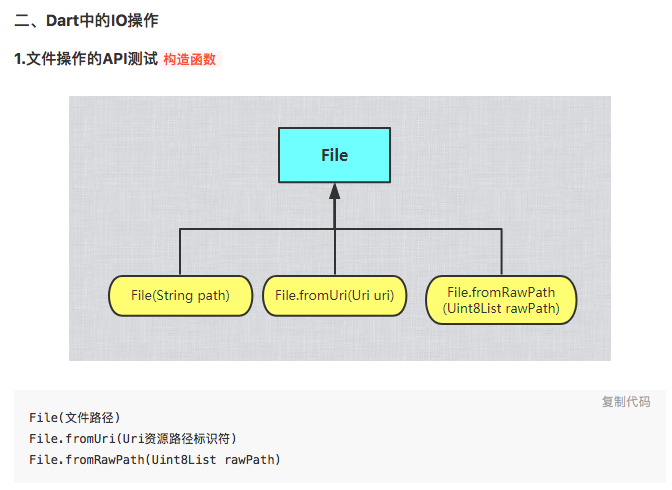 二、Dart中的IO操作
1.文件操作的API测试 构造函数
File
File(String path)
File.fromUri(Uri uri)
File.fromRawPath
(Uint8List rawPath)
复制代码
File(文件路径)
File.fromUri(Uri资源路径标识符)
File.fromRawPath(Uint8List rawPath)